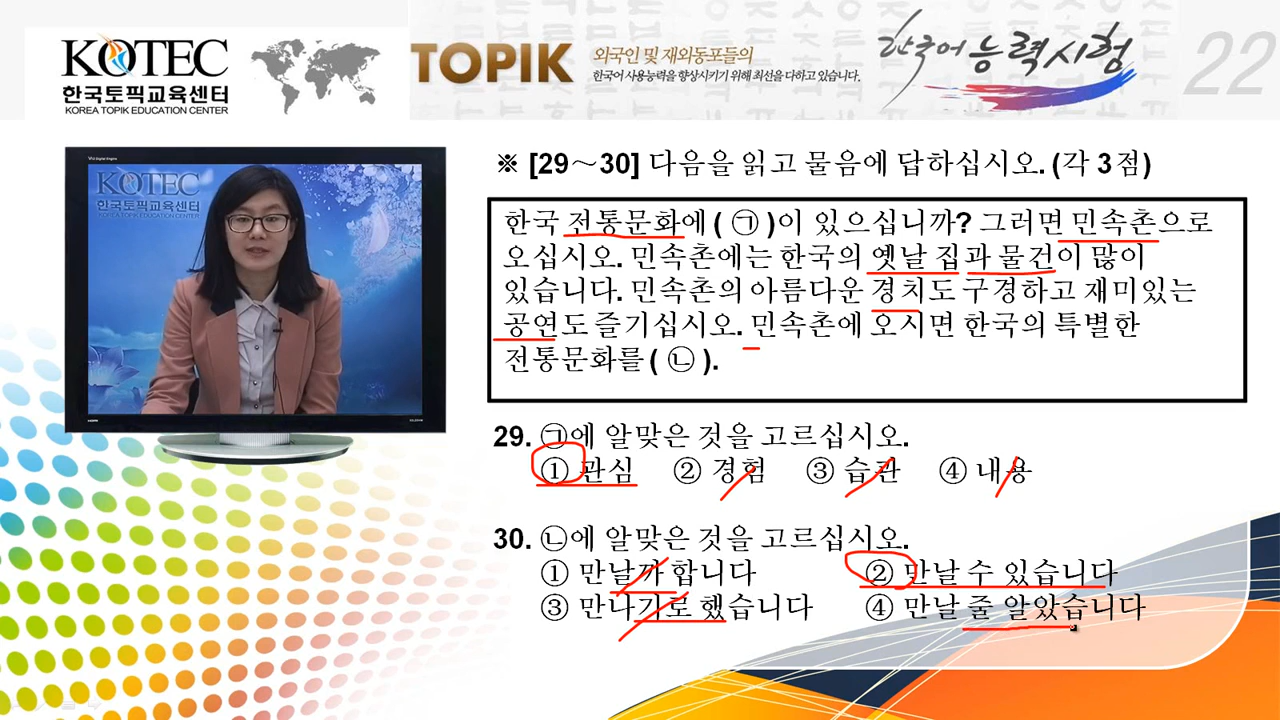 KOTEC
한국토픽교육센터
KOREA TOPIK EDUCATION CENTER
TOPIK
외국인 및 재외동포들의
한국어 사용능력을 향상시키기 위해 최선을 다하고 있습니다.
한국어능력시험
22
KOTEC
한국토픽교육센터
KOREA TOPIK EDUCATION CENTER
※ [29～30] 다음을 읽고 물음에 답하십시오. (각 3점)
한국 전통문화에 ( ㉠ )이 있으십니까? 그러면 민속촌으로
오십시오. 민속촌에는 한국의 옛날 집과 물건이 많이
있습니다. 민속촌의 아름다운 경치도 구경하고 재미있는
공연도 즐기십시오. 민속촌에 오시면 한국의 특별한
전통문화를 ( ㉡ ).
29. ㉠에 알맞은 것을 고르십시오.
① 관심 ② 경험 ③ 습관 ④ 내용
30. ㉡에 알맞은 것을 고르십시오.
① 만날까 합니다 ② 만날 수 있습니다
③ 만나기로 했습니다 ④ 만날 줄 알았습니다